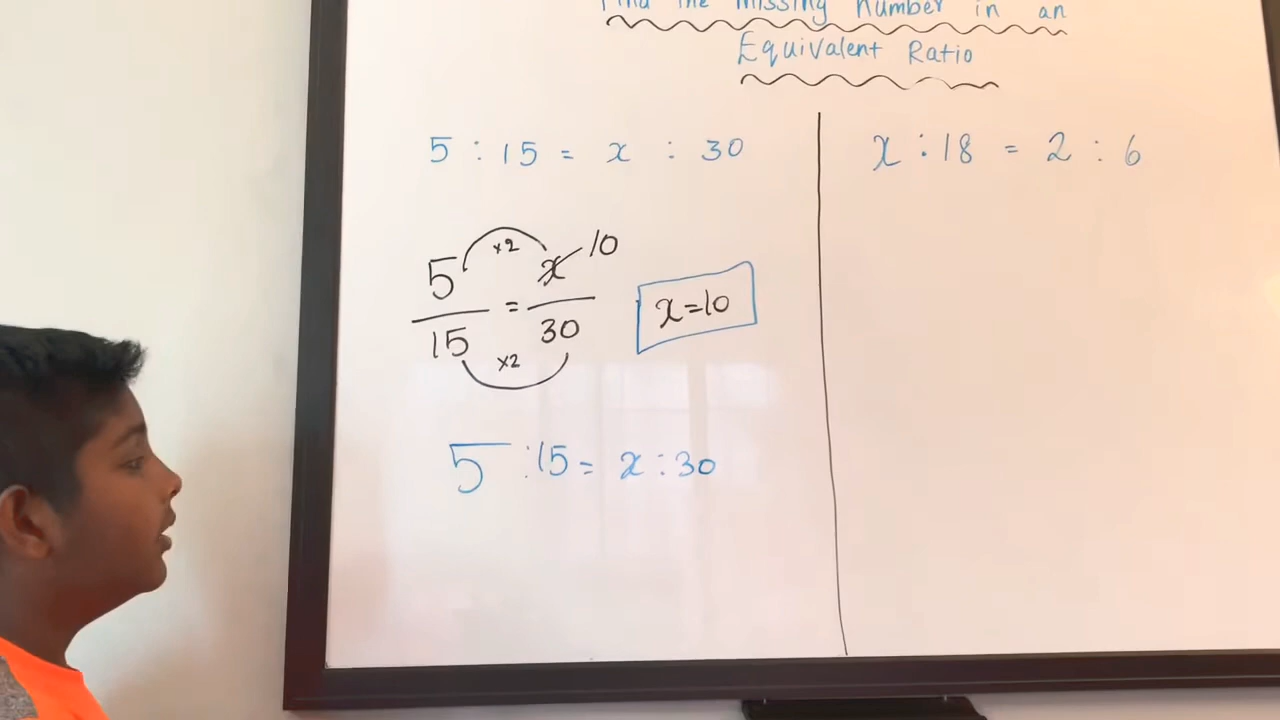 Find the Missing Number in an
Equivalent Ratio
5 : 15 = x : 30
5/15 = x/30
×2
10
×2
x=10
5 : 15 = x : 30
x : 18 = 2 : 6